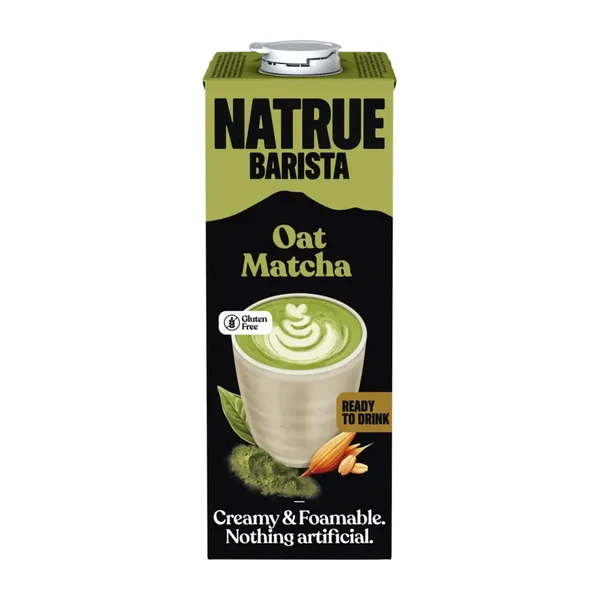 NATRUE
BARISTA
Oat
Matcha
Gluten
Free
READY
TO DRINK
Creamy & Foamable.
Nothing artificial.